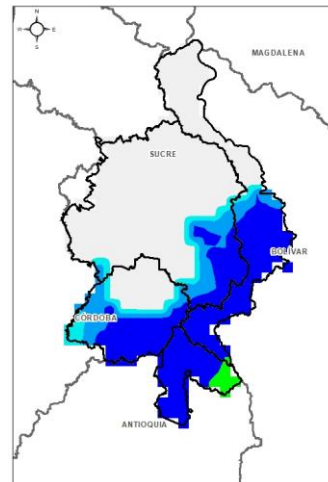 N
W E
S
MAGDALENA
SUCRE
BOLIVAR
CORDOBA
ANTIOQUIA